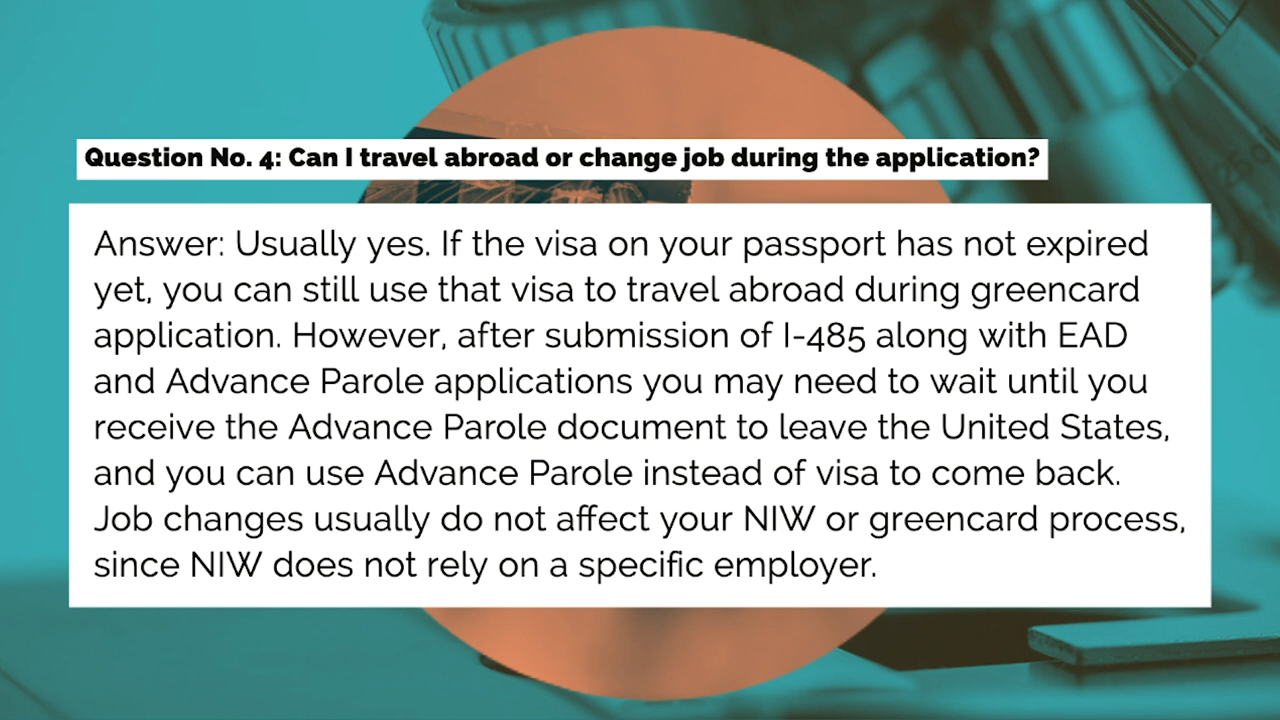 Question No. 4: Can I travel abroad or change job during the application?
Answer: Usually yes. If the visa on your passport has not expired
yet, you can still use that visa to travel abroad during greencard
application. However, after submission of I-485 along with EAD
and Advance Parole applications you may need to wait until you
receive the Advance Parole document to leave the United States,
and you can use Advance Parole instead of visa to come back.
Job changes usually do not affect your NIW or greencard process,
since NIW does not rely on a specific employer.